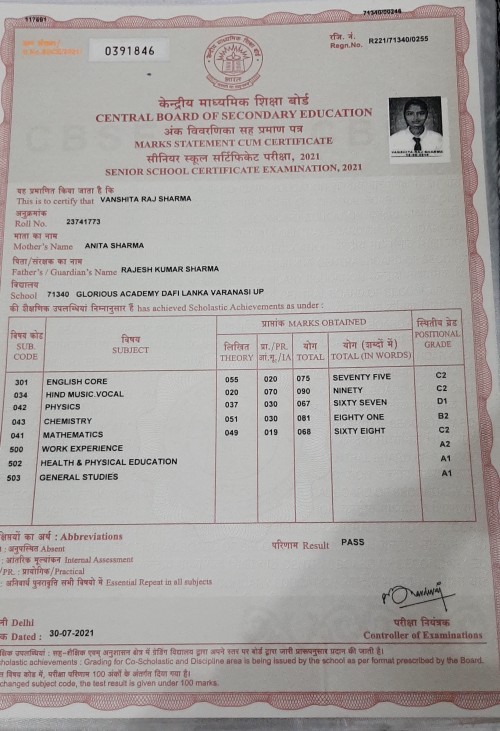 117661
71340/00246
0391846
रजि. नं.
Regn.No. R221/71340/0255
केन्द्रीय माध्यमिक शिक्षा बोर्ड
CENTRAL BOARD OF SECONDARY EDUCATION
अंक विवरणिका सह प्रमाण पत्र
MARKS STATEMENT CUM CERTIFICATE
सीनियर स्कूल सर्टिफिकेट परीक्षा, 2021
SENIOR SCHOOL CERTIFICATE EXAMINATION, 2021
VANSHITA RAJ SHARMA
यह प्रमाणित किया जाता है कि
This is to certify that VANSHITA RAJ SHARMA
अनुक्रमांक
Roll No. 23741773
माता का नाम
Mother's Name ANITA SHARMA
पिता/संरक्षक का नाम
Father's / Guardian's Name RAJESH KUMAR SHARMA
विद्यालय
School 71340 GLORIOUS ACADEMY DAFI LANKA VARANASI UP
की शैक्षणिक उपलब्धियां निम्नानुसार हैं has achieved Scholastic Achievements as under :
विषय कोड SUB. CODE
विषय SUBJECT
प्राप्तांक MARKS OBTAINED
लिखित THEORY
प्रा./PR. आं.मू./IA
योग TOTAL
योग (शब्दों में) TOTAL (IN WORDS)
स्थितीय ग्रेड POSITIONAL GRADE
301 ENGLISH CORE 055 020 075 SEVENTY FIVE C2
034 HIND MUSIC.VOCAL 020 070 090 NINETY C2
042 PHYSICS 037 030 067 SIXTY SEVEN D1
043 CHEMISTRY 051 030 081 EIGHTY ONE B2
041 MATHEMATICS 049 019 068 SIXTY EIGHT C2
500 WORK EXPERIENCE A2
502 HEALTH & PHYSICAL EDUCATION A1
503 GENERAL STUDIES A1
का अर्थ : Abbreviations
: अनुपस्थित Absent
: आंतरिक मूल्यांकन Internal Assessment
/PR. : प्रायोगिक/Practical
: अनिवार्य पुनरावृति सभी विषयो में Essential Repeat in all subjects
परिणाम Result PASS
Delhi
Dated : 30-07-2021
परीक्षा नियंत्रक
Controller of Examinations
उपलब्धियां : सह-शैक्षिक एवम् अनुशासन क्षेत्र में ग्रेडिंग विद्यालय द्वारा अपने स्तर पर बोर्ड द्वारा जारी प्रारूपनुसार प्रदान की जाती है।
achievements : Grading for Co-Scholastic and Discipline area is being issued by the school as per format prescribed by the Board.
विषय कोड में, परीक्षा परिणाम 100 अंकों के अंतर्गत दिया गया है।
changed subject code, the test result is given under 100 marks.